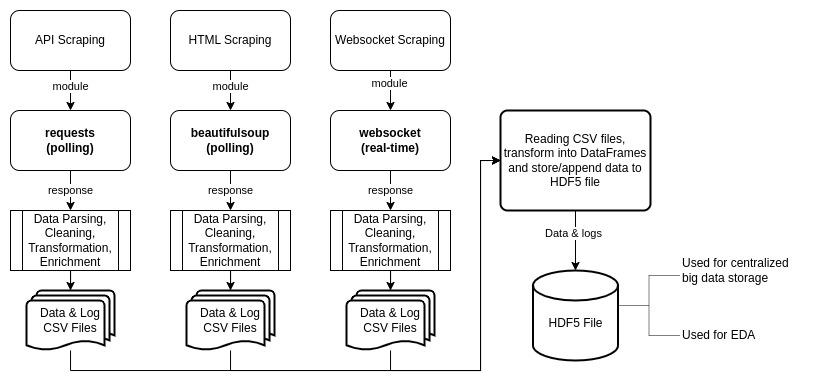 API Scraping
HTML Scraping
Websocket Scraping
module
module
module
requests
(polling)
beautifulsoup
(polling)
websocket
(real-time)
response
response
response
Data Parsing,
Cleaning,
Transformation,
Enrichment
Data Parsing,
Cleaning,
Transformation,
Enrichment
Data Parsing,
Cleaning,
Transformation,
Enrichment
Data & Log
CSV Files
Data & Log
CSV Files
Data & Log
CSV Files
Reading CSV files,
transform into DataFrames
and store/append data to
HDF5 file
Data & logs
HDF5 File
Used for centralized
big data storage
Used for EDA